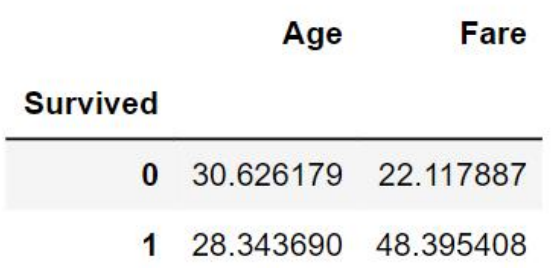 Age Fare
Survived
0 30.626179 22.117887
1 28.343690 48.395408